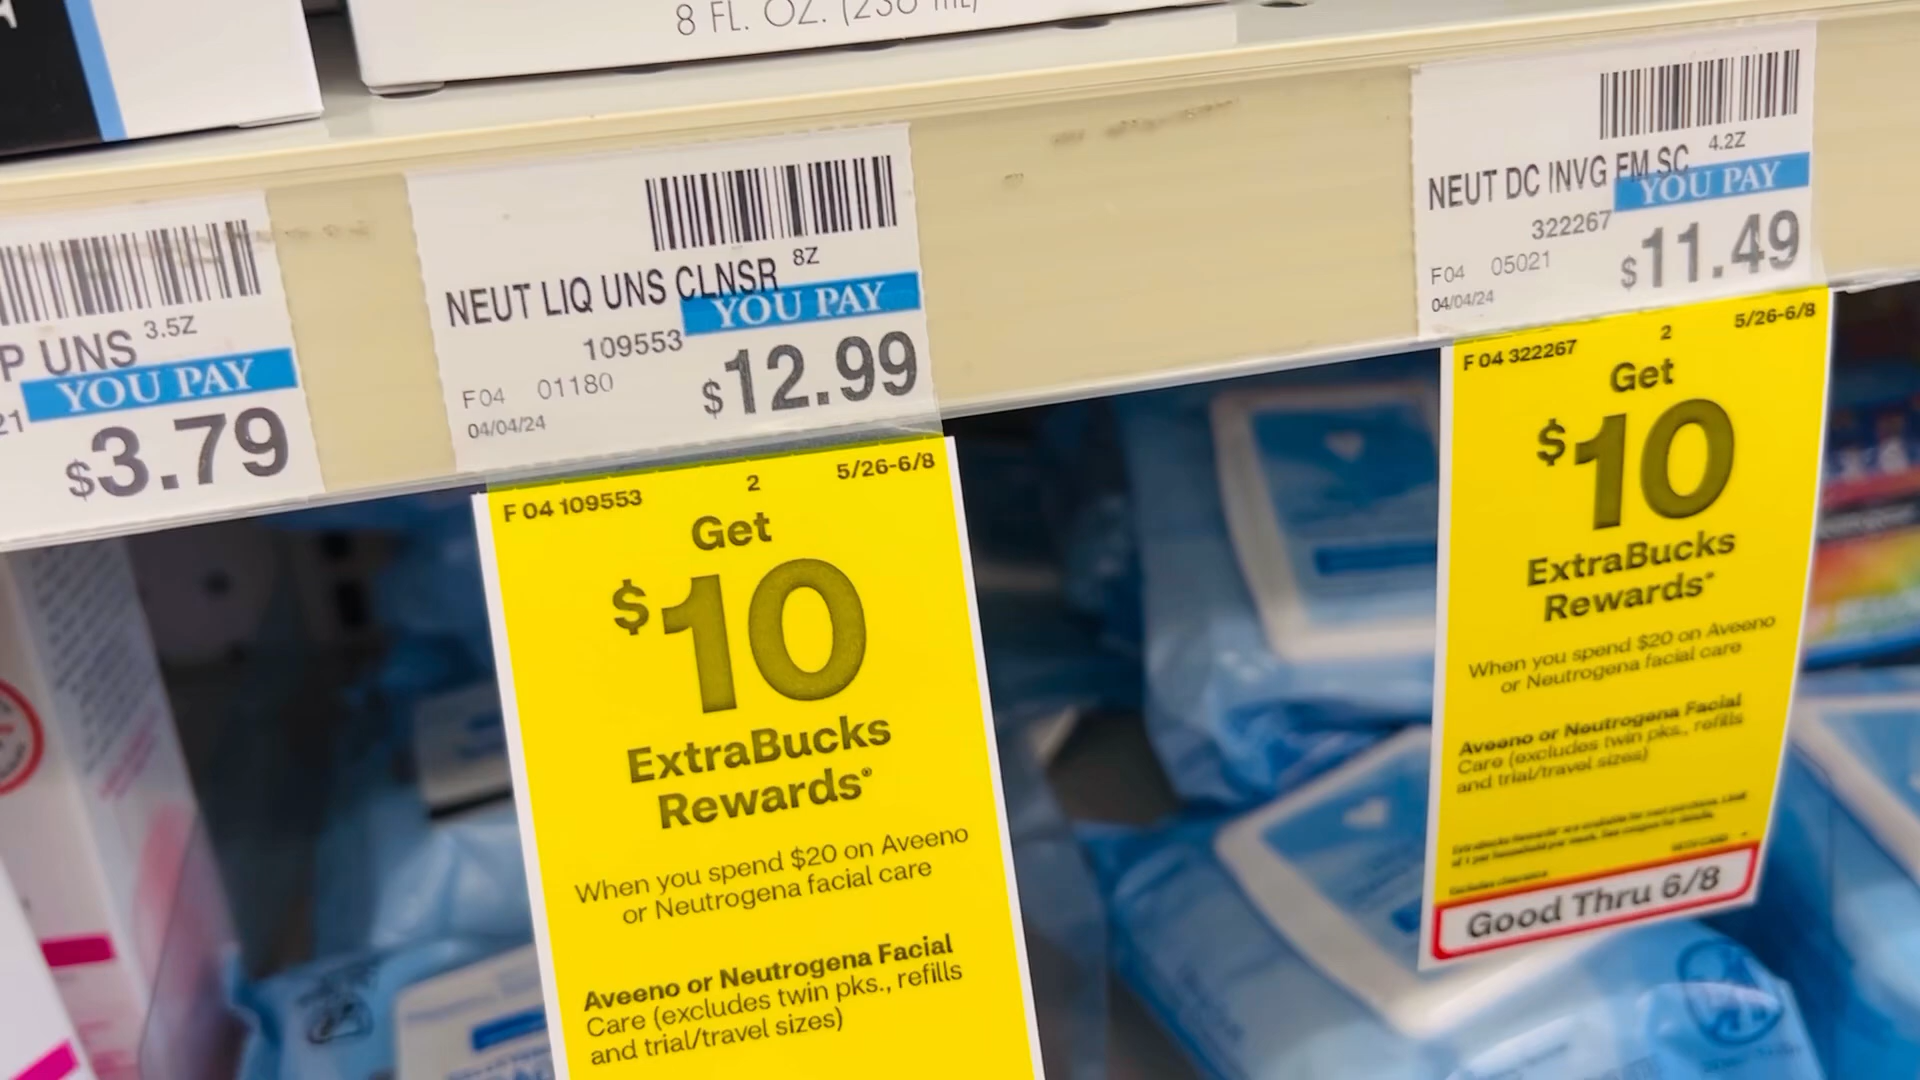 8 FL. OZ.
P UNS 3.5Z
YOU PAY
21
$3.79
NEUT LIQ UNS CLNSR 8Z
YOU PAY
109553
F04 01180
$12.99
04/04/24
NEUT DC INVG FM SC 4.2Z
YOU PAY
322267
F04 05021
$11.49
04/04/24
F 04 109553 2 5/26-6/8
Get
$10
ExtraBucks
Rewards®
When you spend $20 on Aveeno
or Neutrogena facial care
Aveeno or Neutrogena Facial
Care (excludes twin pks., refills
and trial/travel sizes)
F 04 322267 2 5/26-6/8
Get
$10
ExtraBucks
Rewards®
When you spend $20 on Aveeno
or Neutrogena facial care
Aveeno or Neutrogena Facial
Care (excludes twin pks., refills
and trial/travel sizes)
Good Thru 6/8